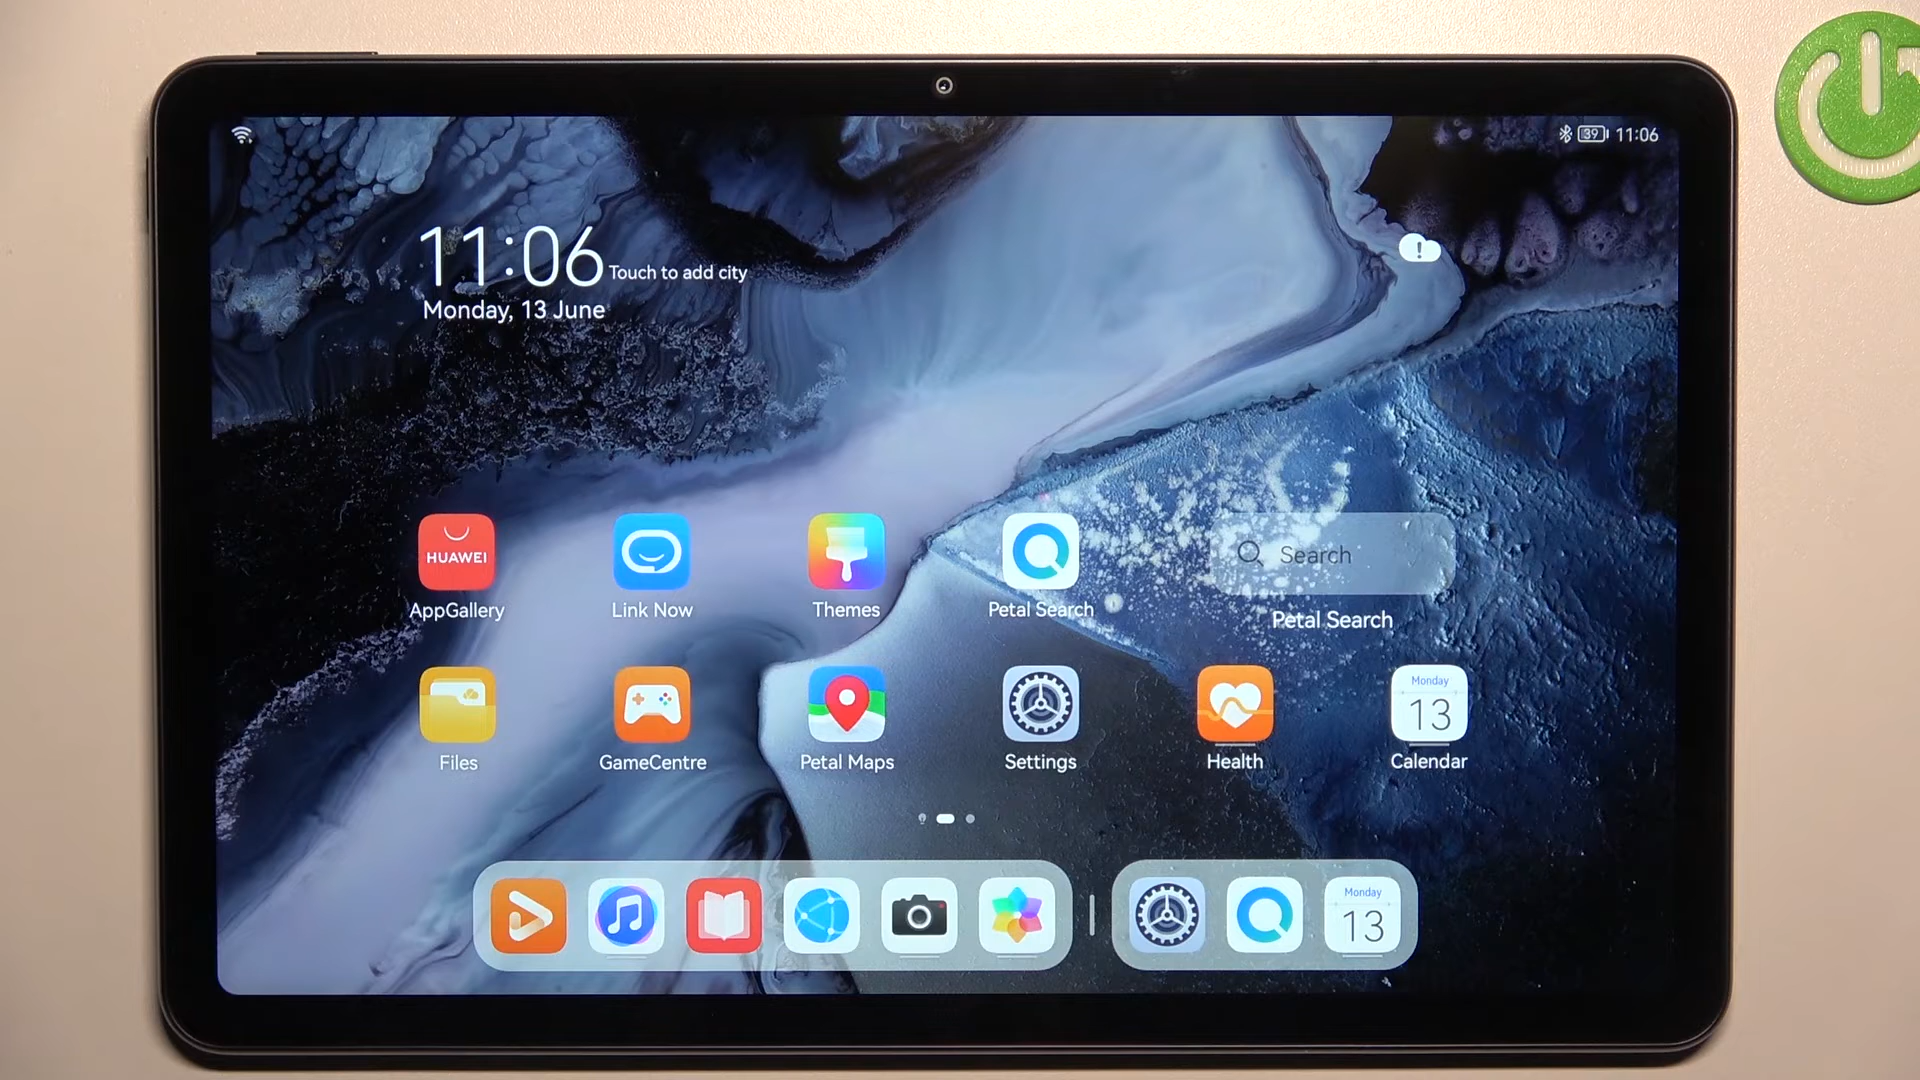 39 11:06
11:06 Touch to add city
Monday, 13 June
HUAWEI
AppGallery
Link Now
Themes
Petal Search
Search
Petal Search
Files
GameCentre
Petal Maps
Settings
Health
Monday
13
Calendar
Monday
13